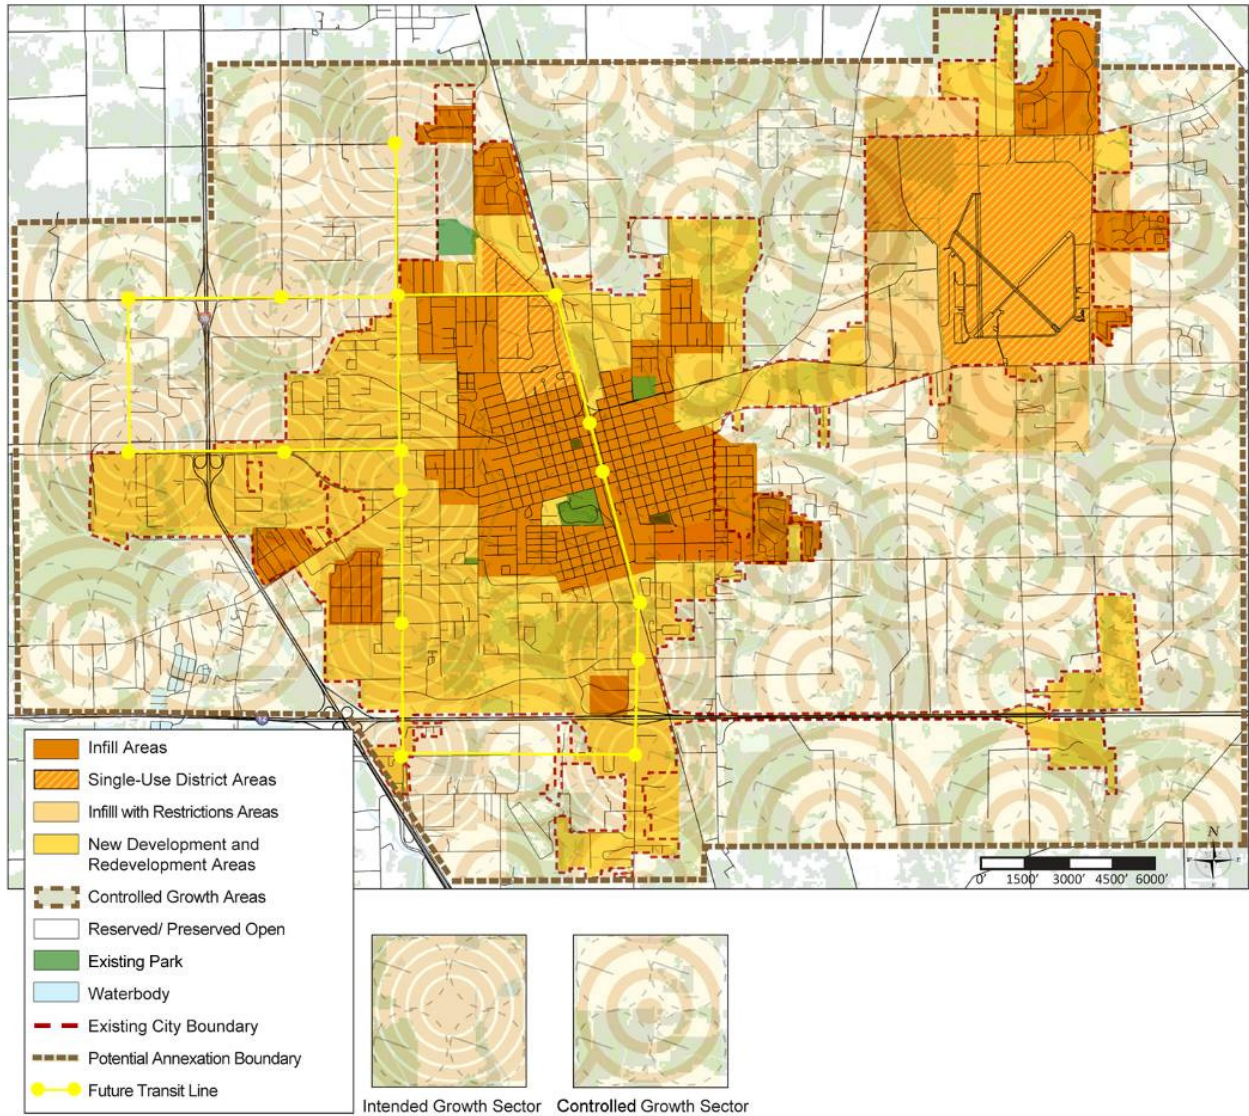 Infill Areas
Single-Use District Areas
Infilll with Restrictions Areas
New Development and
Redevelopment Areas
Controlled Growth Areas
Reserved/ Preserved Open
Existing Park
Waterbody
Existing City Boundary
Potential Annexation Boundary
Future Transit Line
N
0' 1500' 3000' 4500' 6000'
Intended Growth Sector
Controlled Growth Sector